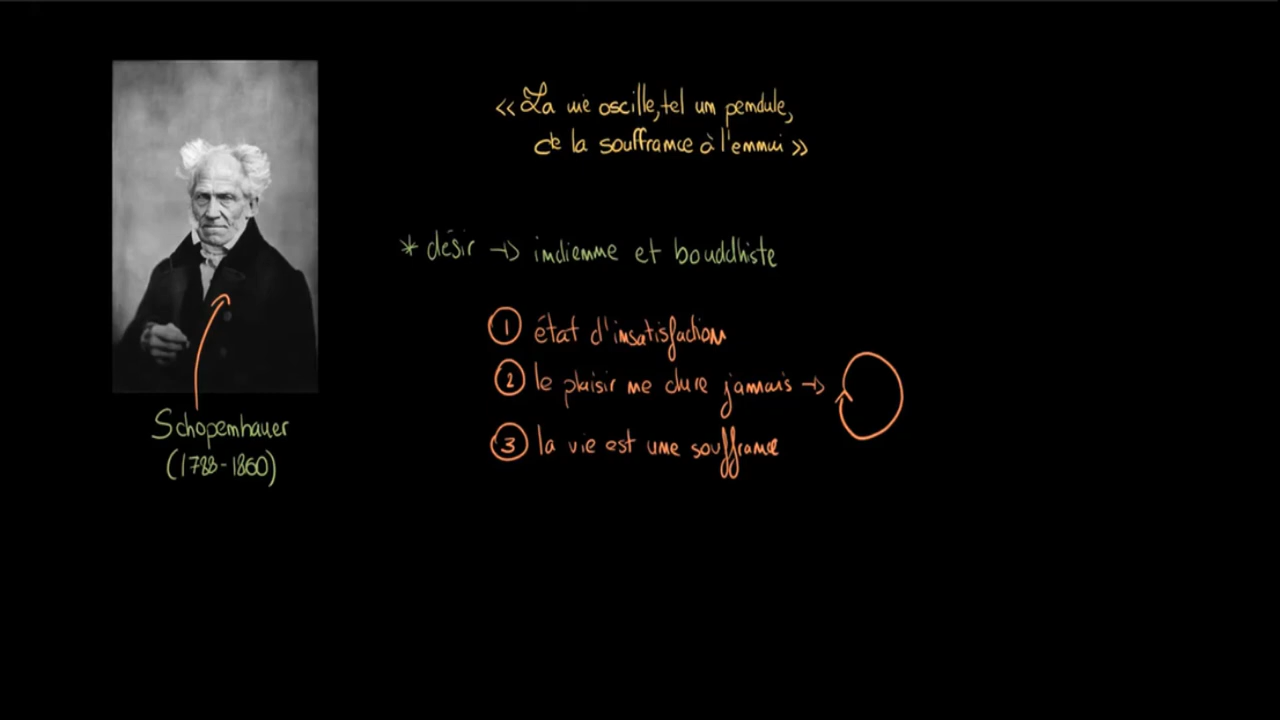 « La vie oscille, tel un pendule,
de la souffrance à l'ennui »
* désir → indienne et bouddhiste
① état d'insatisfaction
② le plaisir ne dure jamais →
③ la vie est une souffrance
Schopenhauer
(1788-1860)